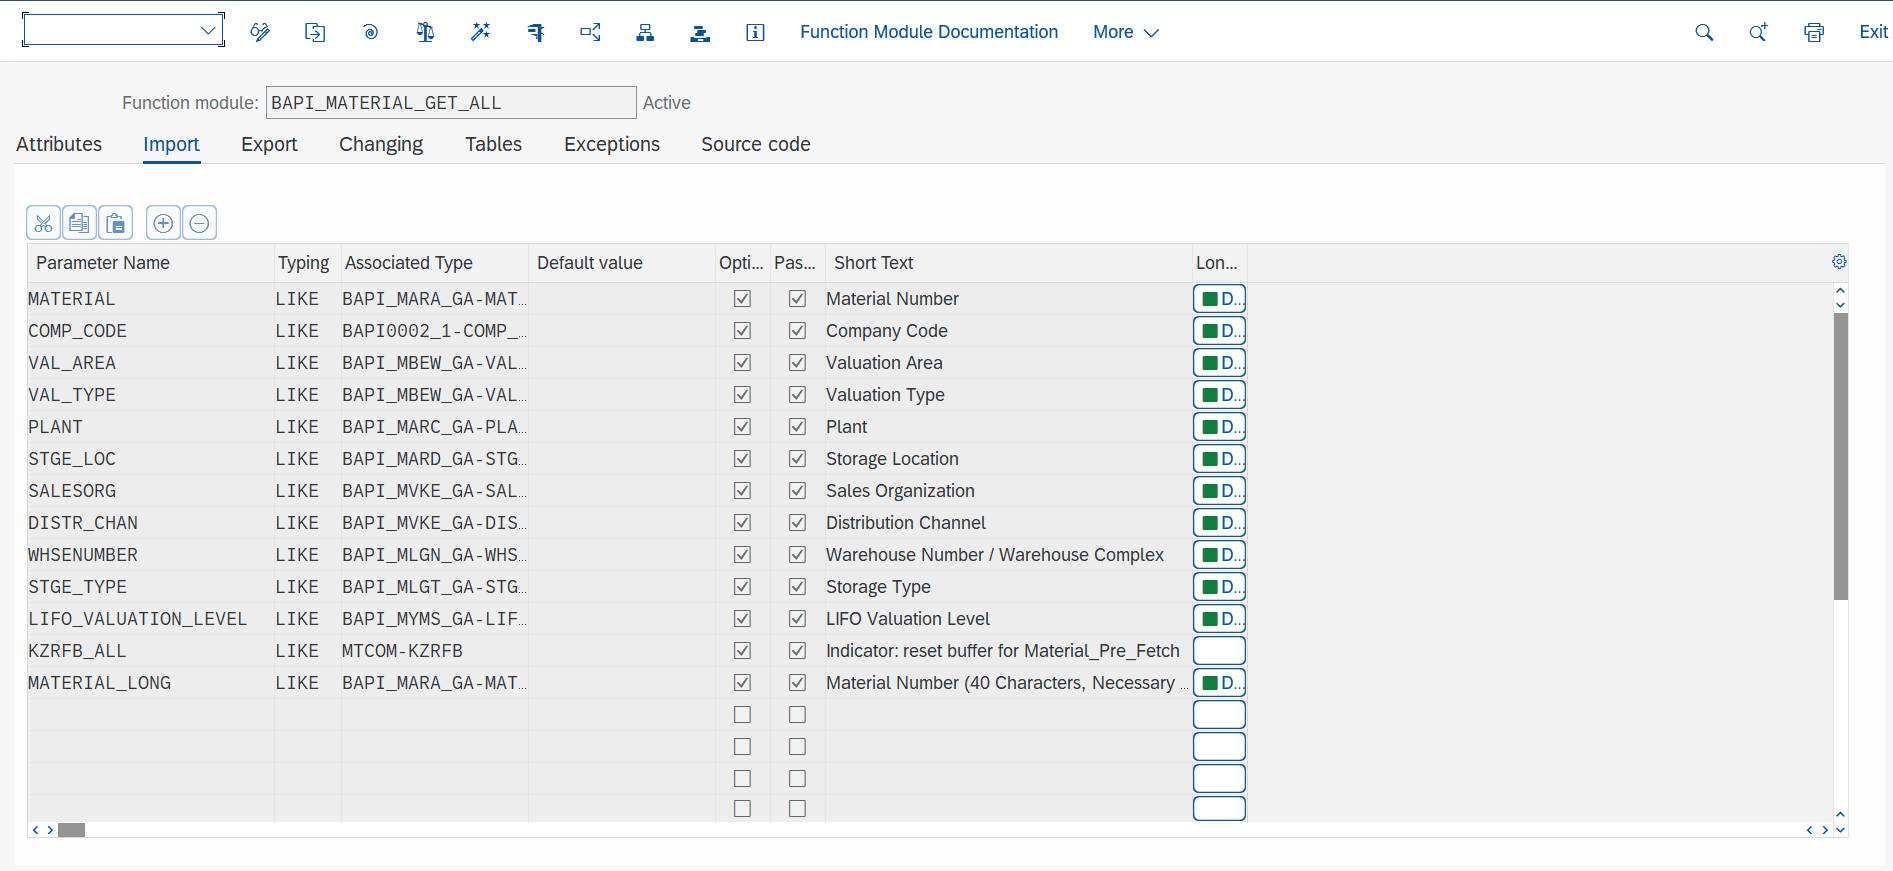 Function Module Documentation More Exit
Function module: BAPI_MATERIAL_GET_ALL Active
Attributes Import Export Changing Tables Exceptions Source code
Parameter Name Typing Associated Type Default value Opti... Pas... Short Text Lon...
MATERIAL LIKE BAPI_MARA_GA-MAT... Material Number D...
COMP_CODE LIKE BAPI0002_1-COMP_... Company Code D...
VAL_AREA LIKE BAPI_MBEW_GA-VAL... Valuation Area D...
VAL_TYPE LIKE BAPI_MBEW_GA-VAL... Valuation Type D...
PLANT LIKE BAPI_MARC_GA-PLA... Plant D...
STGE_LOC LIKE BAPI_MARD_GA-STG... Storage Location D...
SALESORG LIKE BAPI_MVKE_GA-SAL... Sales Organization D...
DISTR_CHAN LIKE BAPI_MVKE_GA-DIS... Distribution Channel D...
WHSENUMBER LIKE BAPI_MLGN_GA-WHS... Warehouse Number / Warehouse Complex D...
STGE_TYPE LIKE BAPI_MLGT_GA-STG... Storage Type D...
LIFO_VALUATION_LEVEL LIKE BAPI_MYMS_GA-LIF... LIFO Valuation Level D...
KZRFB_ALL LIKE MTCOM-KZRFB Indicator: reset buffer for Material_Pre_Fetch
MATERIAL_LONG LIKE BAPI_MARA_GA-MAT... Material Number (40 Characters, Necessary ... D...